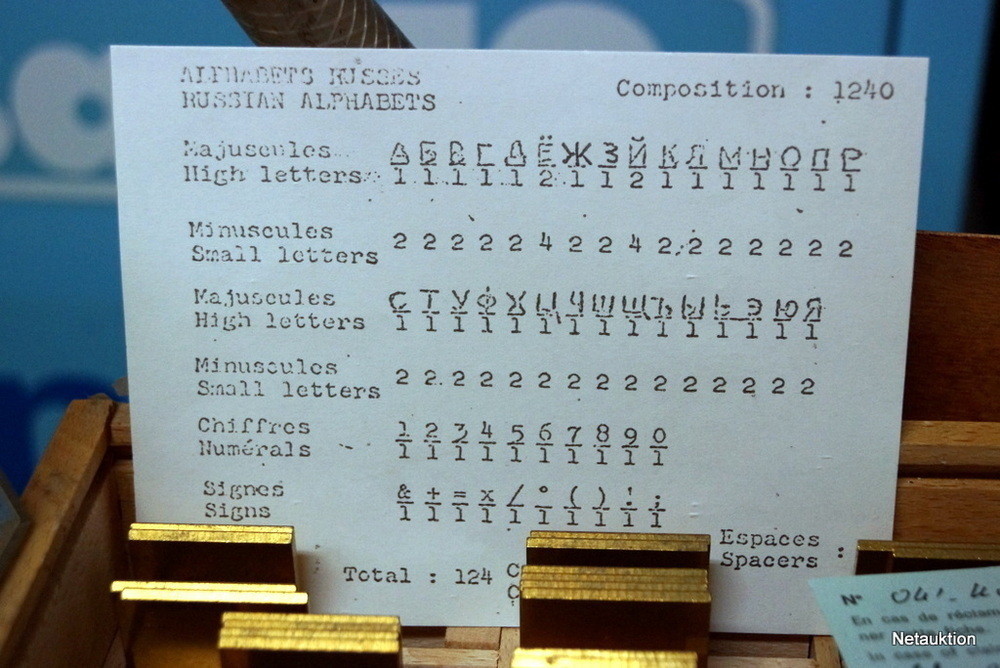 ALPHABETS RUSSES
RUSSIAN ALPHABETS
Composition : 1240
Majuscules
А Б В Г Д Ё Ж З Й К Л М Н О П Р
High letters
1 1 1 1 1 2 1 1 2 1 1 1 1 1 1 1
Minuscules
Small letters
2 2 2 2 2 4 2 2 4 2 2 2 2 2 2 2
Majuscules
С Т У Ф Х Ц Ч Ш Щ Ъ Ы Ь Э Ю Я
High letters
1 1 1 1 1 1 1 1 1 1 1 1 1 1 1
Minuscules
Small letters
2 2 2 2 2 2 2 2 2 2 2 2 2 2 2
Chiffres
1 2 3 4 5 6 7 8 9 0
Numérals
1 1 1 1 1 1 1 1 1 1
Signes
& + = x / ° ( ) ! ;
Signs
1 1 1 1 1 1 1 1 1 1
Espaces
Spacers :
Total : 124
N°
En cas de
Netauktion